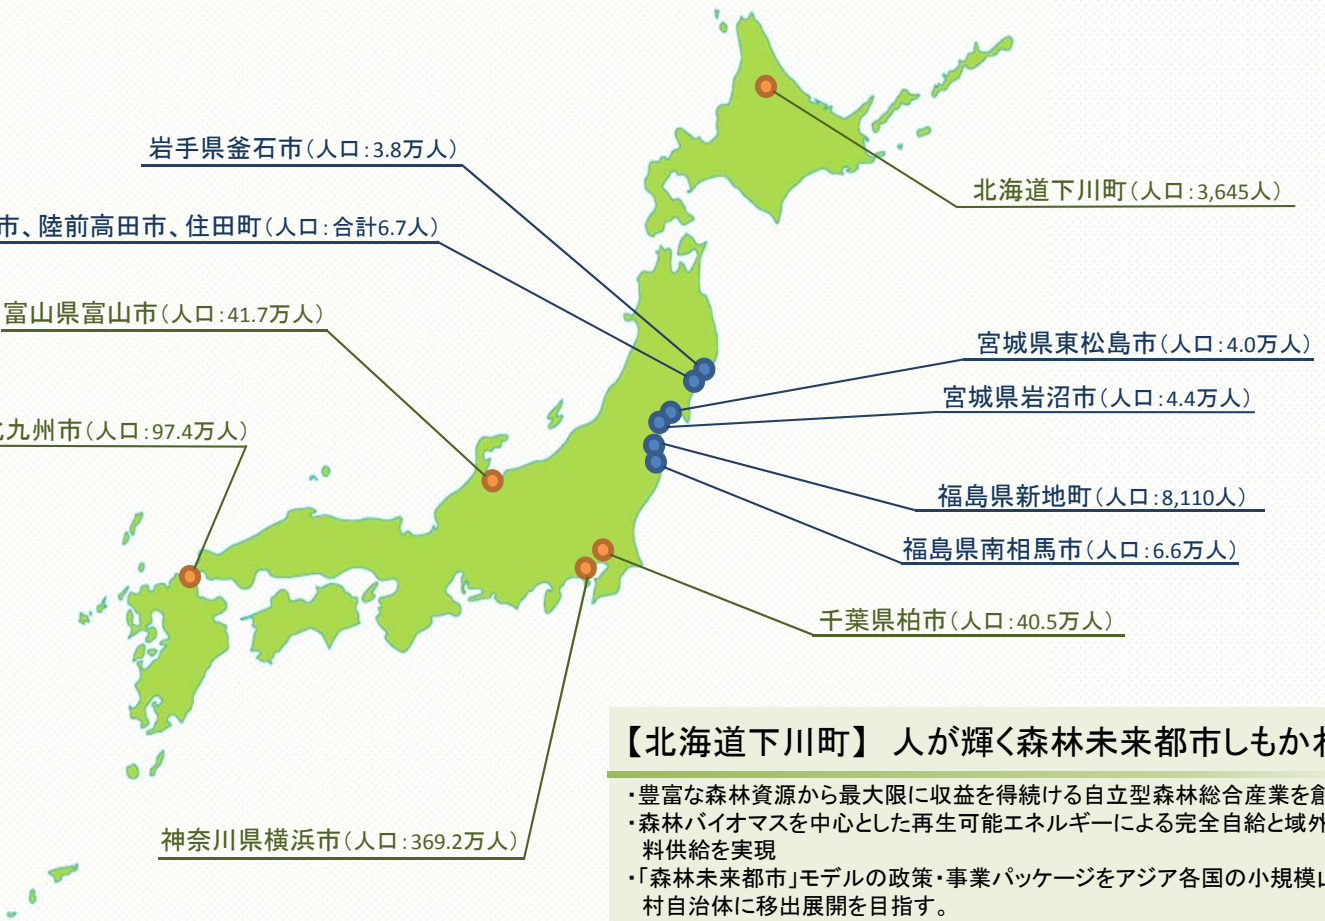 岩手県釜石市(人口:3.8万人)
北海道下川町(人口:3,645人)
市、陸前高田市、住田町(人口:合計6.7人)
富山県富山市(人口:41.7万人)
宮城県東松島市(人口:4.0万人)
宮城県岩沼市(人口:4.4万人)
九州市(人口:97.4万人)
福島県新地町(人口:8,110人)
福島県南相馬市(人口:6.6万人)
千葉県柏市(人口:40.5万人)
神奈川県横浜市(人口:369.2万人)
【北海道下川町】 人が輝く森林未来都市しもかわ
・豊富な森林資源から最大限に収益を得続ける自立型森林総合産業を創
・森林バイオマスを中心とした再生可能エネルギーによる完全自給と域外
料供給を実現
・「森林未来都市」モデルの政策・事業パッケージをアジア各国の小規模山
村自治体に移出展開を目指す。